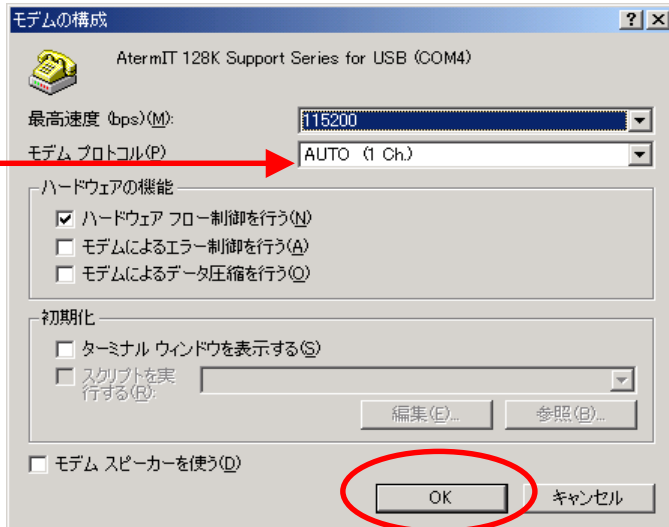 モデムの構成
AtermIT 128K Support Series for USB (COM4)
最高速度 (bps)(M): 115200
モデム プロトコル(P) AUTO (1 Ch.)
ハードウェアの機能
ハードウェア フロー制御を行う(N)
モデムによるエラー制御を行う(A)
モデムによるデータ圧縮を行う(O)
初期化
ターミナル ウィンドウを表示する(S)
スクリプトを実
行する(R):
編集(E)... 参照(B)...
モデム スピーカーを使う(D)
OK キャンセル